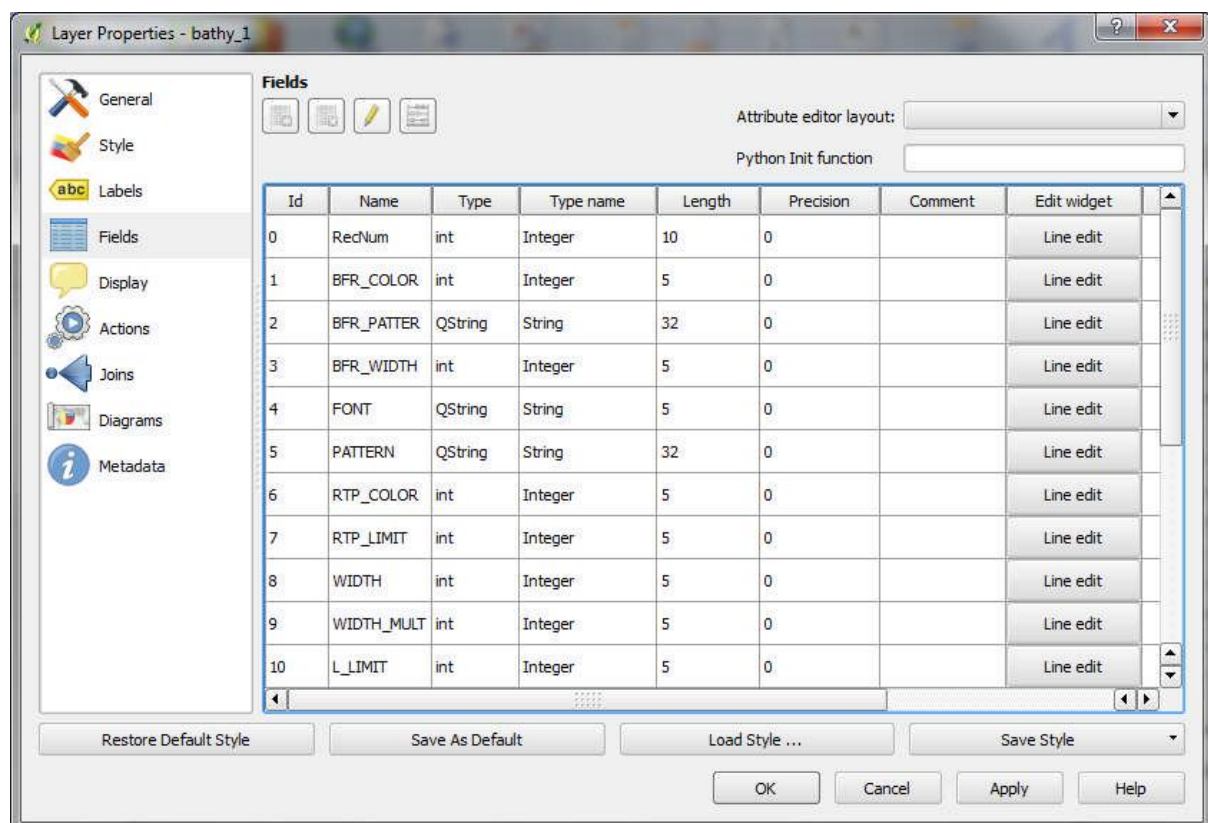 Layer Properties - bathy_1
General
Style
abc Labels
Fields
Display
Actions
Joins
Diagrams
Metadata
Fields
Attribute editor layout:
Python Init function
Id Name Type Type name Length Precision Comment Edit widget
0 RecNum int Integer 10 0 Line edit
1 BFR_COLOR int Integer 5 0 Line edit
2 BFR_PATTER QString String 32 0 Line edit
3 BFR_WIDTH int Integer 5 0 Line edit
4 FONT QString String 5 0 Line edit
5 PATTERN QString String 32 0 Line edit
6 RTP_COLOR int Integer 5 0 Line edit
7 RTP_LIMIT int Integer 5 0 Line edit
8 WIDTH int Integer 5 0 Line edit
9 WIDTH_MULT int Integer 5 0 Line edit
10 L_LIMIT int Integer 5 0 Line edit
Restore Default Style Save As Default Load Style ... Save Style
OK Cancel Apply Help